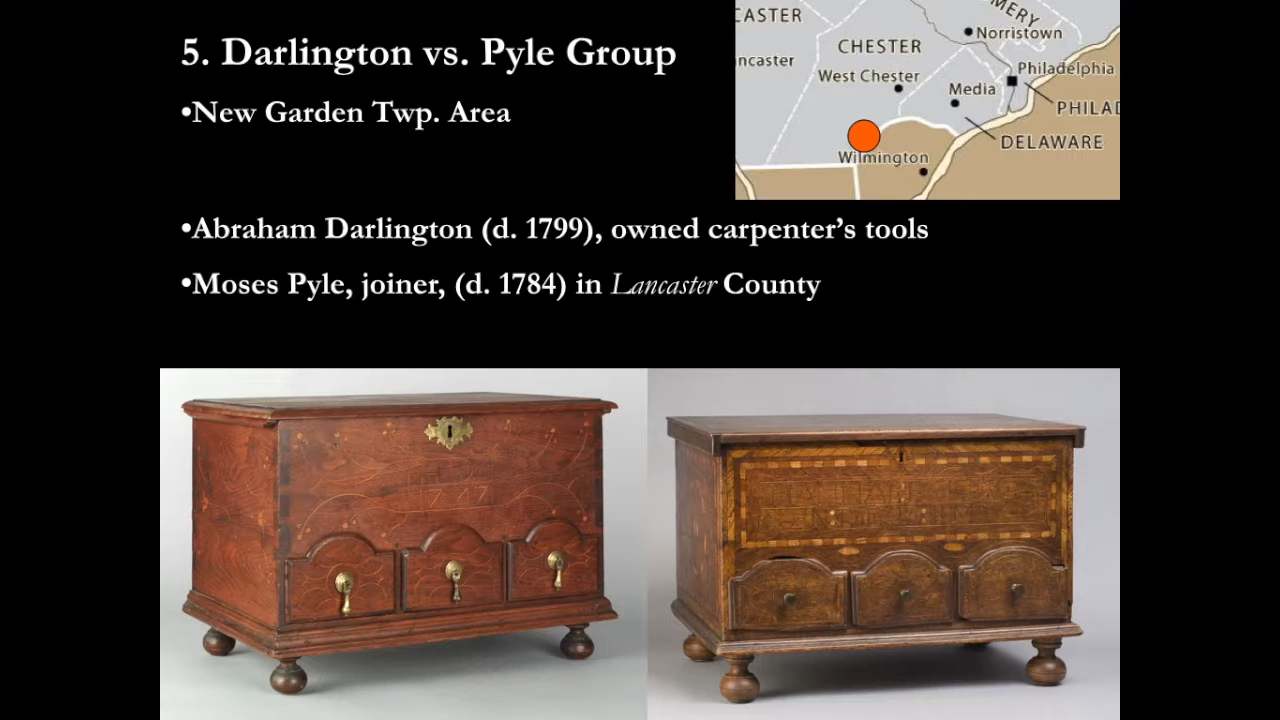 5. Darlington vs. Pyle Group
•New Garden Twp. Area
•Abraham Darlington (d. 1799), owned carpenter’s tools
•Moses Pyle, joiner, (d. 1784) in Lancaster County
CASTER
MERY
Norristown
ncaster
CHESTER
West Chester
Philadelphia
Media
PHILAD
DELAWARE
Wilmington
1747